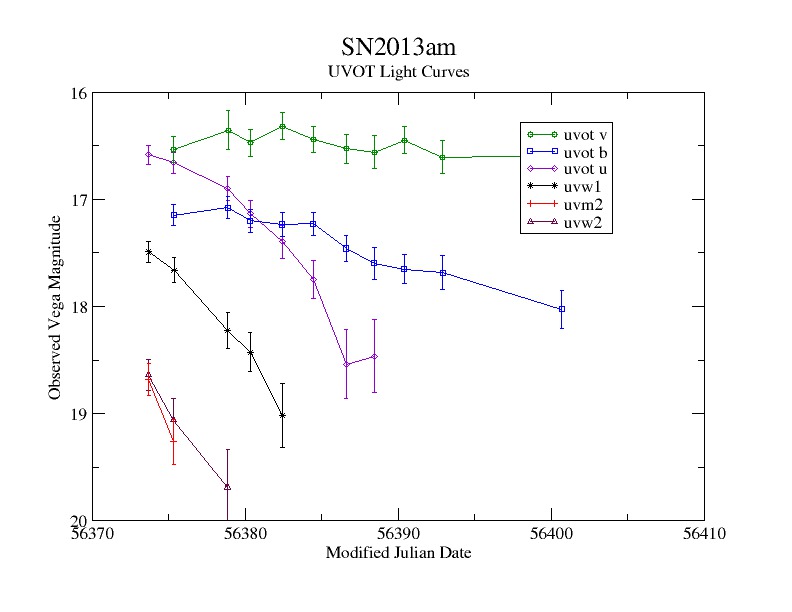 SN2013am
UVOT Light Curves
Observed Vega Magnitude
16
17
18
19
20
uvot v
uvot b
uvot u
uvw1
uvm2
uvw2
56370 56380 56390 56400 56410
Modified Julian Date